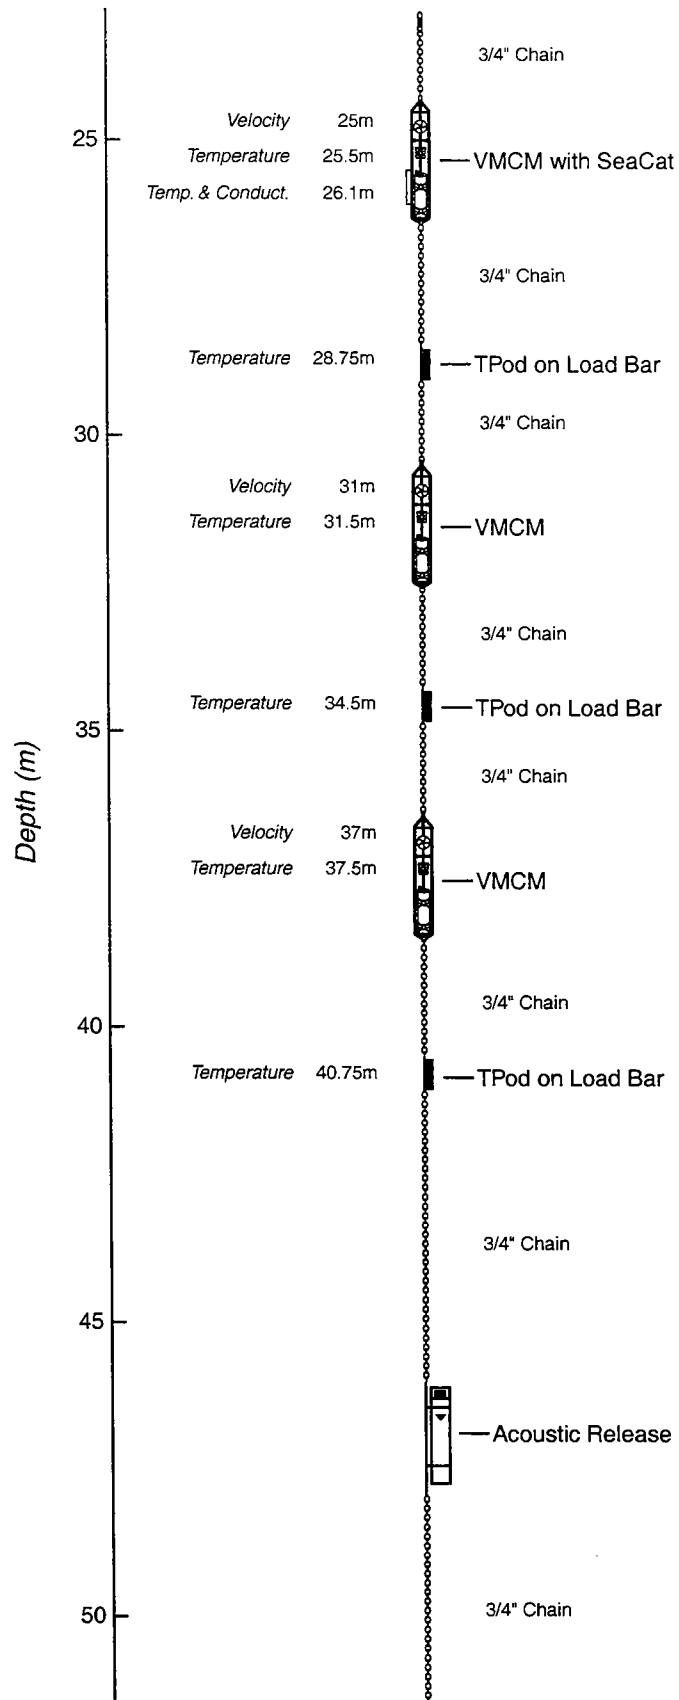 3/4" Chain
Velocity 25m
25
Temperature 25.5m
VMCM with SeaCat
Temp. & Conduct. 26.1m
3/4" Chain
Temperature 28.75m
TPod on Load Bar
3/4" Chain
30
Velocity 31m
Temperature 31.5m
VMCM
3/4" Chain
Temperature 34.5m
TPod on Load Bar
35
Depth (m)
3/4" Chain
Velocity 37m
Temperature 37.5m
VMCM
3/4" Chain
40
Temperature 40.75m
TPod on Load Bar
3/4" Chain
45
Acoustic Release
50
3/4" Chain